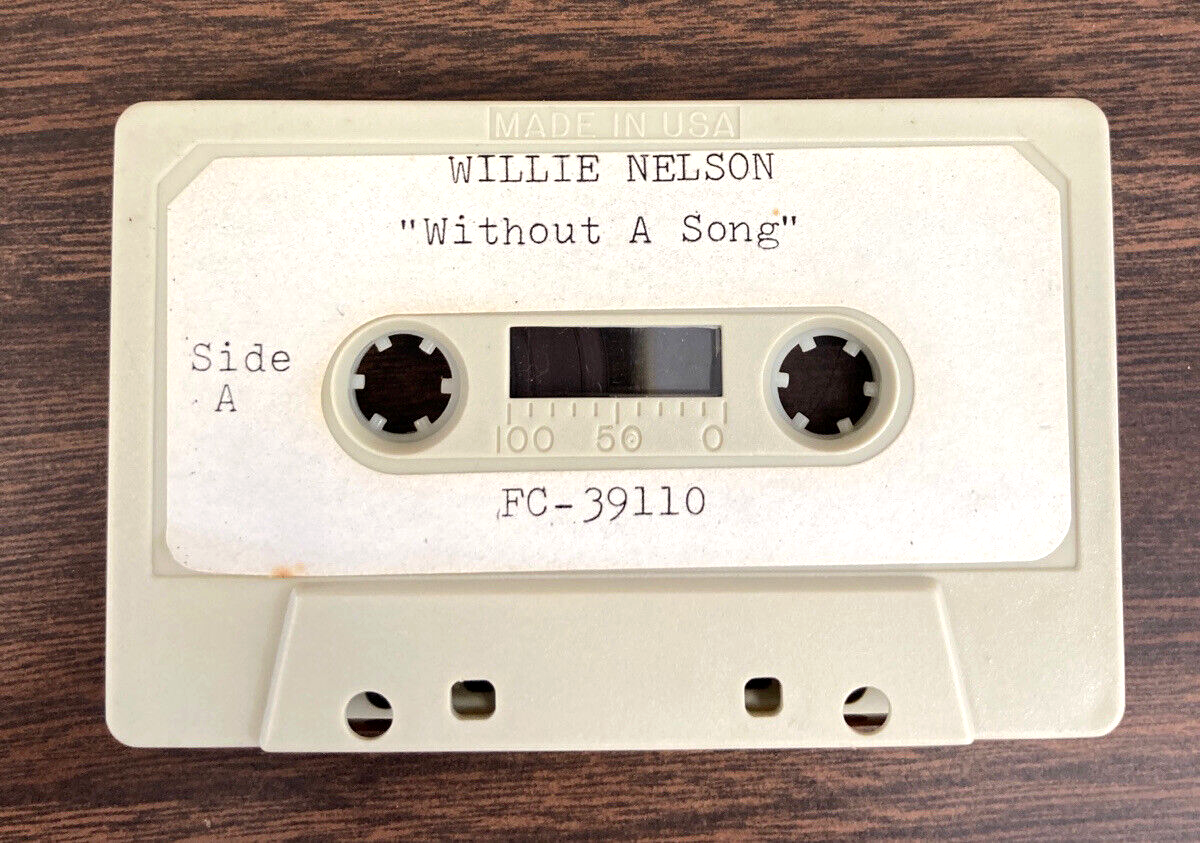 MADE IN USA
WILLIE NELSON
"Without A Song"
Side
A
100 50 0
FC-39110